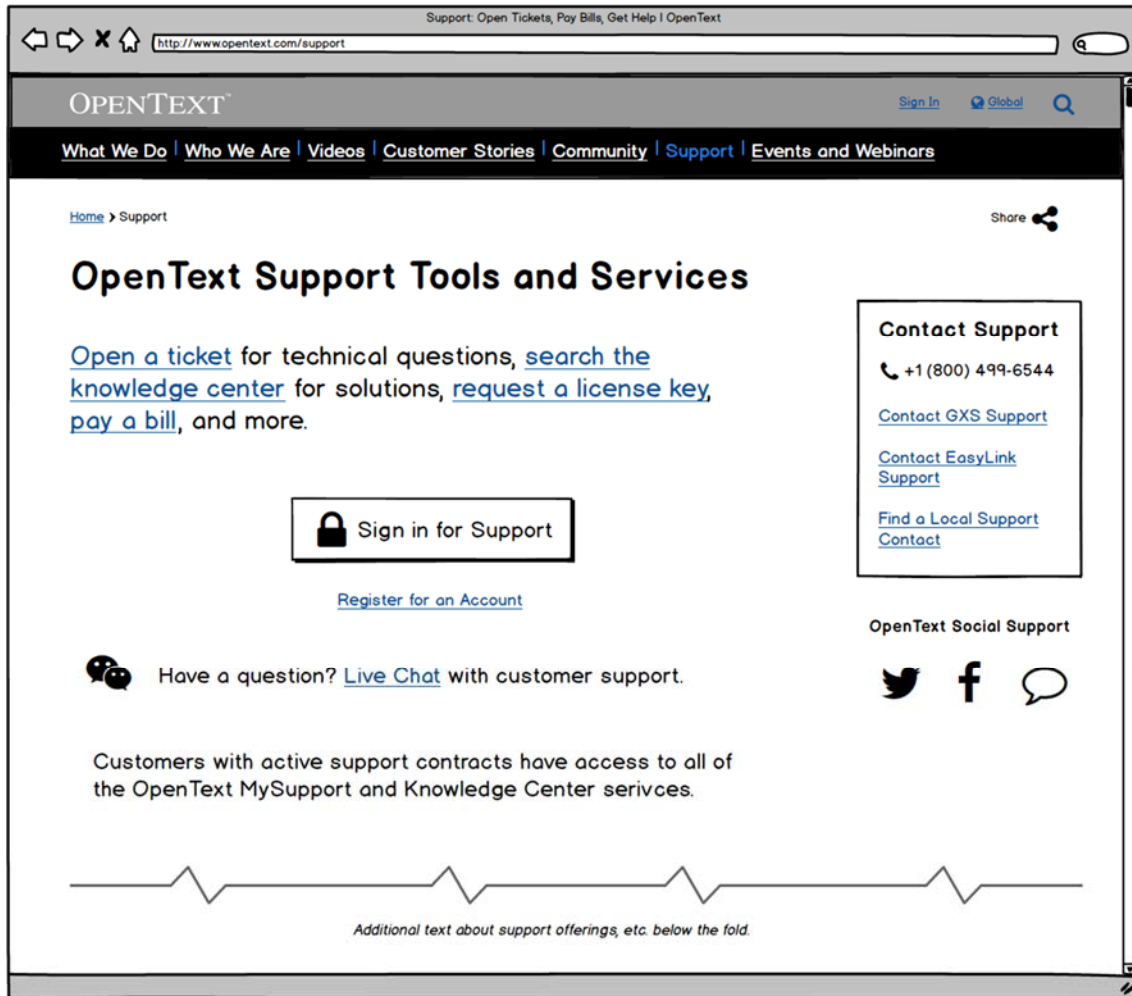 Support: Open Tickets, Pay Bills, Get Help | OpenText
http://www.opentext.com/support
OPENTEXT™
Sign In Global
What We Do | Who We Are | Videos | Customer Stories | Community | Support | Events and Webinars
Home > Support
Share
OpenText Support Tools and Services
Open a ticket for technical questions, search the
knowledge center for solutions, request a license key,
pay a bill, and more.
Sign in for Support
Register for an Account
Have a question? Live Chat with customer support.
Customers with active support contracts have access to all of
the OpenText MySupport and Knowledge Center serivces.
Contact Support
+1 (800) 499-6544
Contact GXS Support
Contact EasyLink
Support
Find a Local Support
Contact
OpenText Social Support
Additional text about support offerings, etc. below the fold.